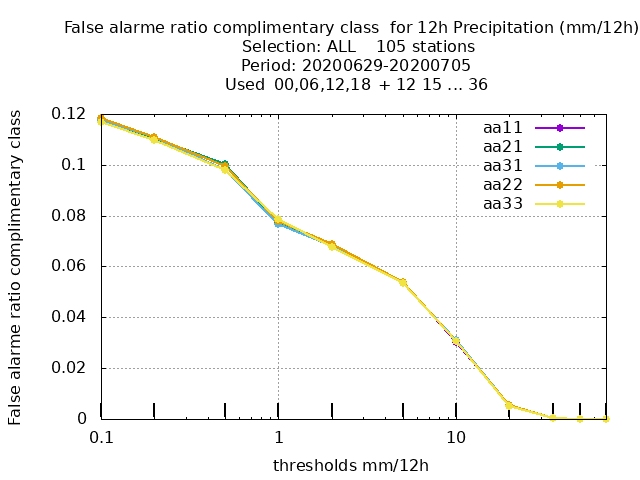 False alarme ratio complimentary class  for 12h Precipitation (mm/12h)
Selection: ALL    105 stations
Period: 20200629-20200705
Used  00,06,12,18  + 12 15 ... 36
False alarme ratio complimentary class
0.12
0.1
0.08
0.06
0.04
0.02
0
aa11
aa21
aa31
aa22
aa33
0.1
1
10
thresholds mm/12h